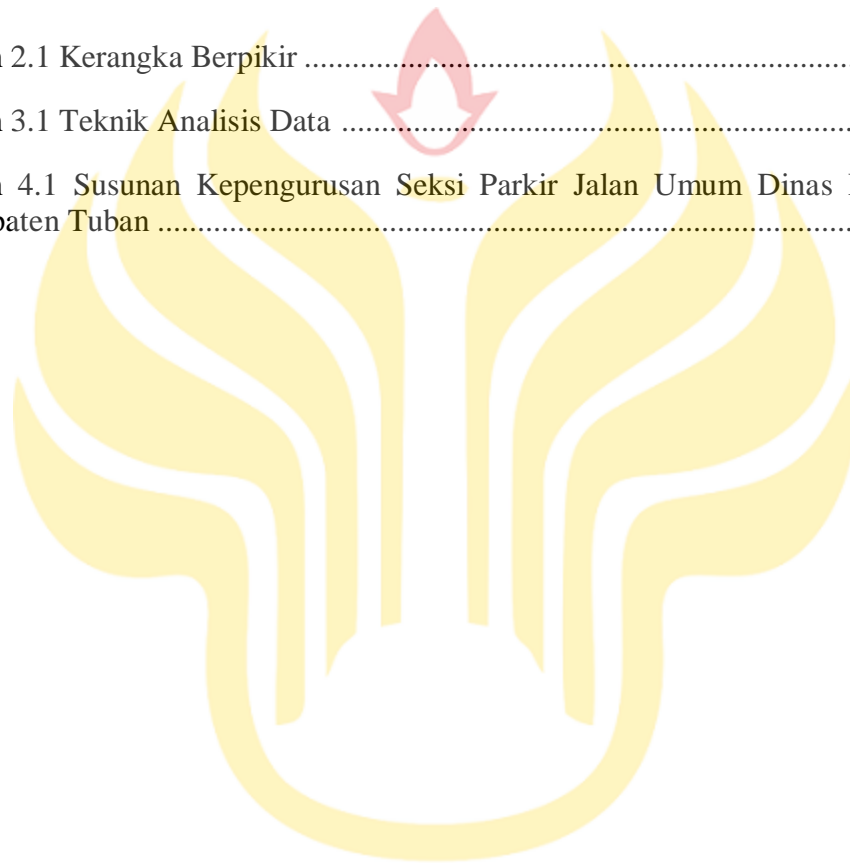 2.1 Kerangka Berpikir ........................................................................
3.1 Teknik Analisis Data ....................................................................
4.1 Susunan Kepengurusan Seksi Parkir Jalan Umum Dinas
Tuban ................................................................................................